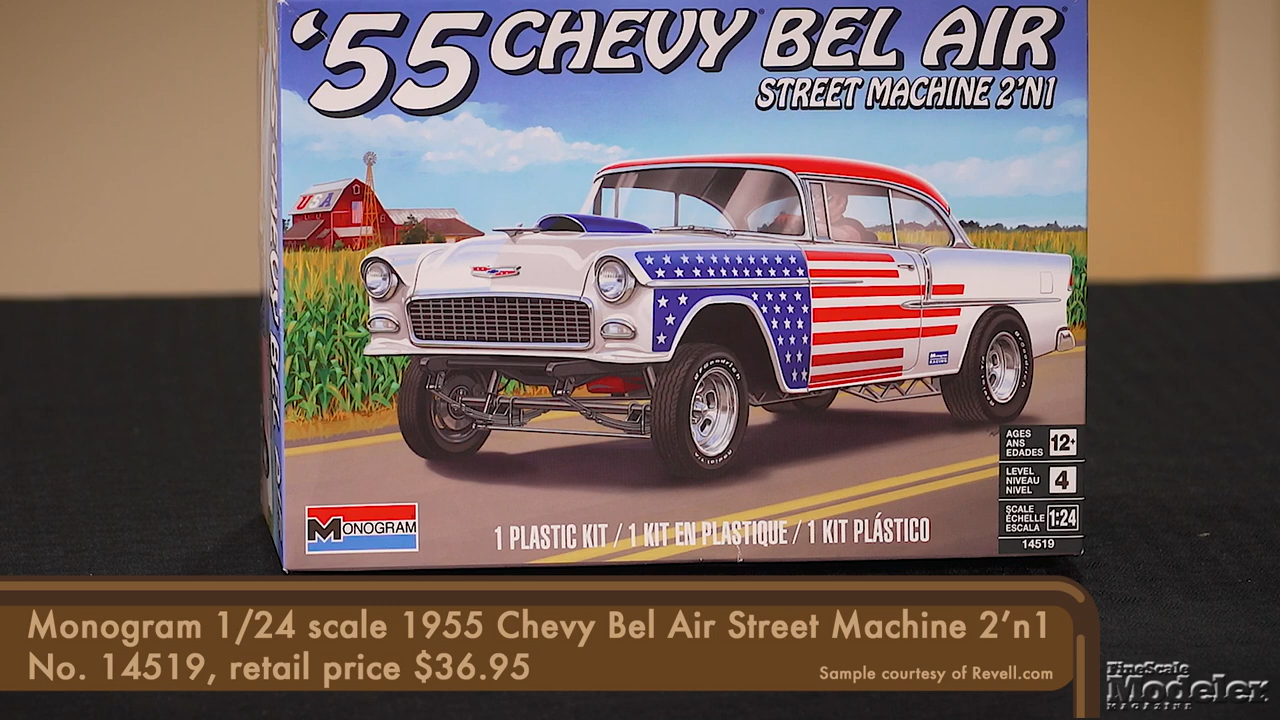 '55 CHEVY BEL AIR
STREET MACHINE 2'N1
USA
AGES
ANS
EDADES
12+
LEVEL
NIVEAU
NIVEL
4
SCALE
ÉCHELLE
ESCALA
1:24
14519
MONOGRAM
1 PLASTIC KIT / 1 KIT EN PLASTIQUE / 1 KIT PLÁSTICO
Monogram 1/24 scale 1955 Chevy Bel Air Street Machine 2'n1
No. 14519, retail price $36.95
Sample courtesy of Revell.com
FineScale
Modeler
MAGAZINE